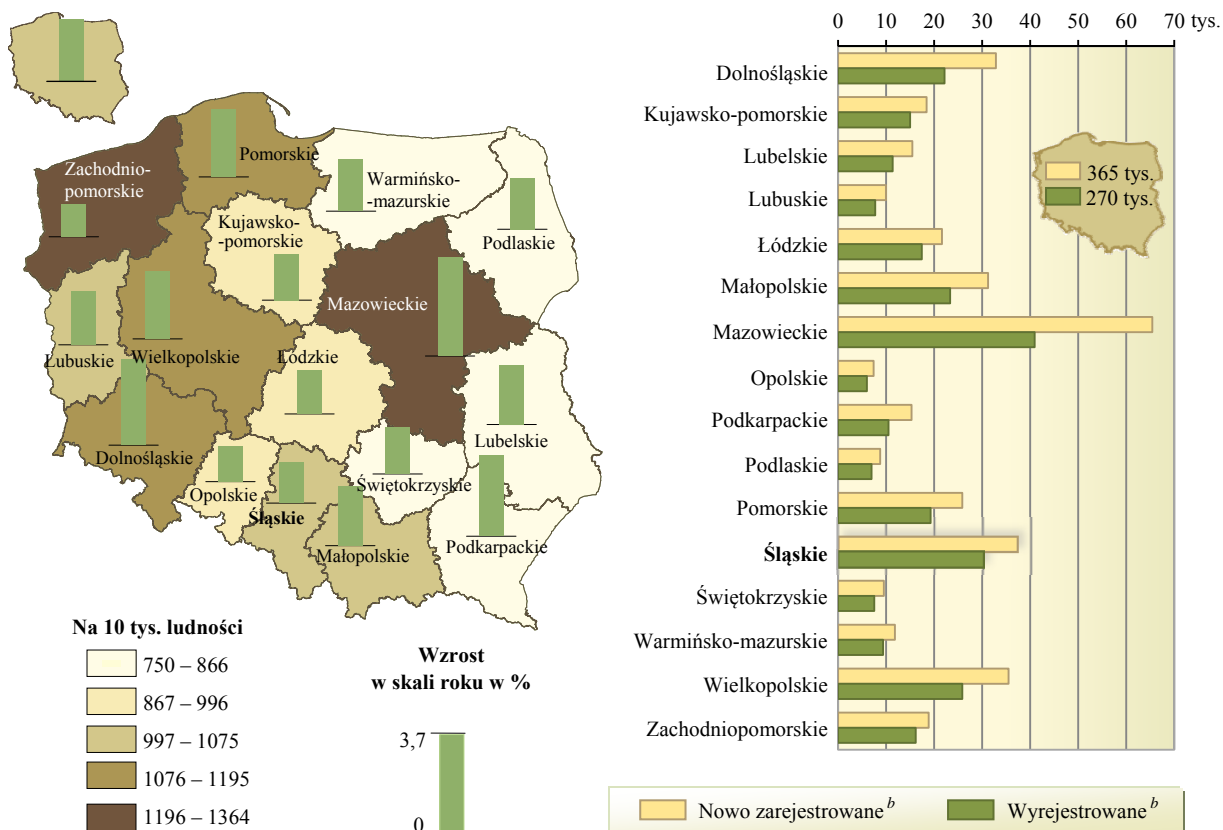 Zachodnio-
pomorskie
Pomorskie
Warmińsko-
-mazurskie
Podlaskie
Kujawsko-
-pomorskie
Mazowieckie
Łubuskie
Wielkopolskie
Łódzkie
Dolnośląskie
Lubelskie
Opolskie
Śląskie
Świętokrzyskie
Małopolskie
Podkarpackie
Na 10 tys. ludności
750 – 866
867 – 996
997 – 1075
1076 – 1195
1196 – 1364
Wzrost
w skali roku w %
3,7
0
0 10 20 30 40 50 60 70 tys.
Dolnośląskie
Kujawsko-pomorskie
Lubelskie
Lubuskie
Łódzkie
Małopolskie
Mazowieckie
Opolskie
Podkarpackie
Podlaskie
Pomorskie
Śląskie
Świętokrzyskie
Warmińsko-mazurskie
Wielkopolskie
Zachodniopomorskie
365 tys.
270 tys.
Nowo zarejestrowane b Wyrejestrowane b